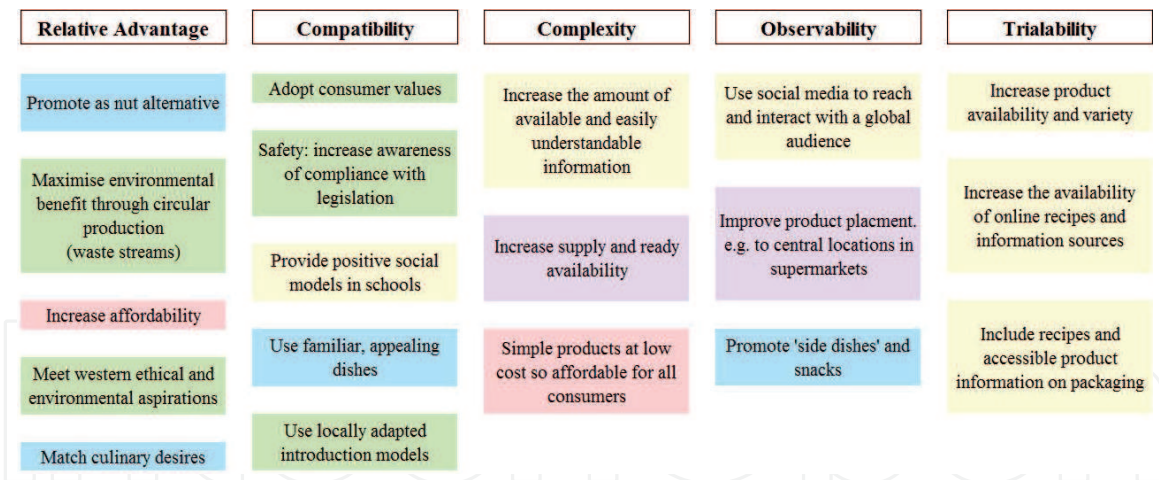 Relative Advantage
Promote as nut alternative
Maximise environmental
benefit through circular
production
(waste streams)
Increase affordability
Meet western ethical and
environmental aspirations
Match culinary desires
Compatibility
Adopt consumer values
Safety: increase awareness
of compliance with
legislation
Provide positive social
models in schools
Use familiar, appealing
dishes
Use locally adapted
introduction models
Complexity
Increase the amount of
available and easily
understandable
information
Increase supply and ready
availability
Simple products at low
cost so affordable for all
consumers
Observability
Use social media to reach
and interact with a global
audience
Improve product placment.
e.g. to central locations in
supermarkets
Promote 'side dishes' and
snacks
Trialability
Increase product
availability and variety
Increase the availability
of online recipes and
information sources
Include recipes and
accessible product
information on packaging